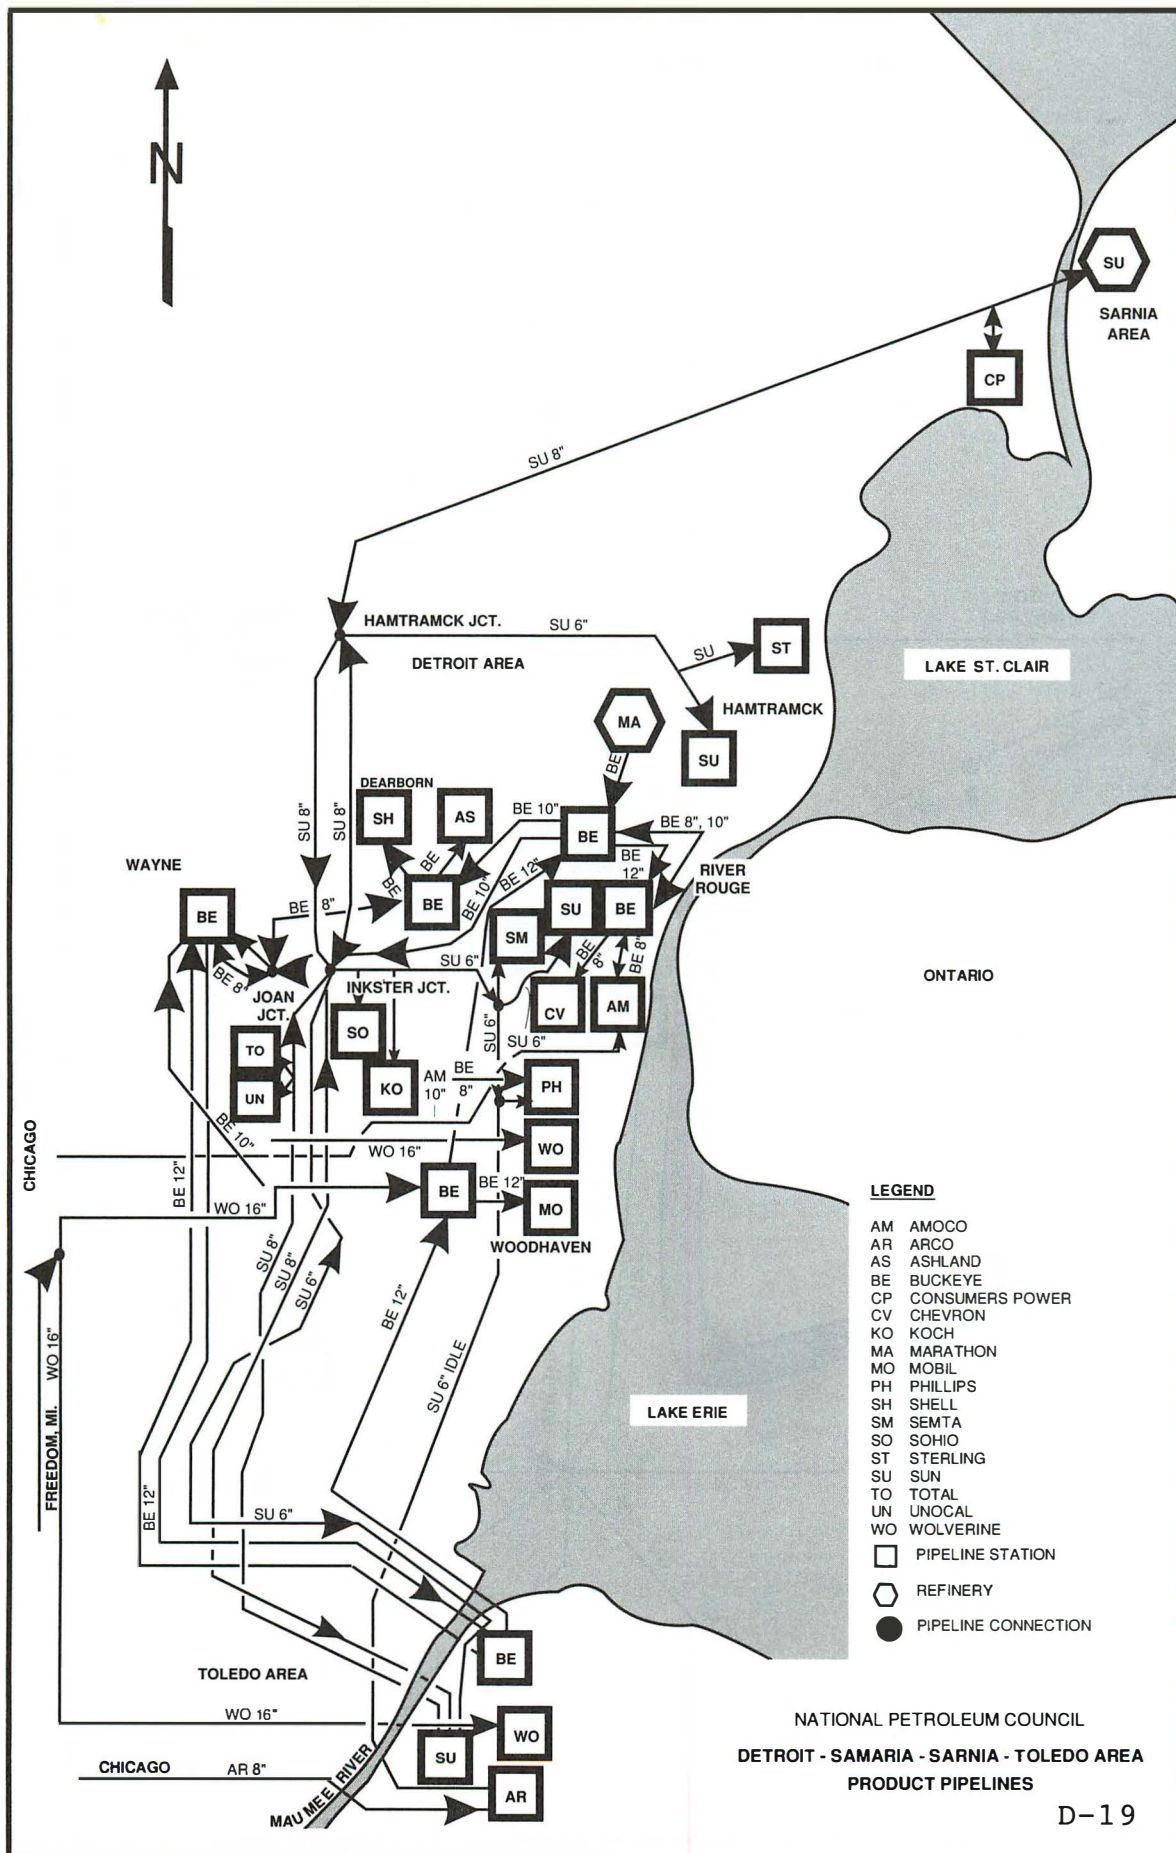 N
SU
SARNIA
AREA
CP
SU 8"
HAMTRAMCK JCT.
SU 6"
DETROIT AREA
SU
ST
LAKE ST. CLAIR
MA
HAMTRAMCK
SU
BE
DEARBORN
SH
AS
BE 10"
BE
BE 8", 10"
SU 8"
SU 8"
BE
BE
BE
12"
RIVER
ROUGE
WAYNE
BE
BE 8"
BE
BE 10"
BE 12"
SU
BE
SM
BE 8"
BE 8"
SU 6"
BE 8"
ONTARIO
JOAN
JCT.
INKSTER JCT.
SO
CV
AM
TO
SU 6"
SU 6"
UN
KO
AM
10"
BE
8"
PH
BE 10"
CHICAGO
WO
WO 16"
BE 12"
BE
BE 12"
MO
WO 16"
WOODHAVEN
SU 8"
SU 8"
SU 6"
BE 12"
FREEDOM, MI.
WO 16"
SU 6" IDLE
LAKE ERIE
BE 12"
SU 6"
BE
TOLEDO AREA
WO 16"
WO
SU
CHICAGO
AR 8"
AR
MAUMEE RIVER
LEGEND
AM AMOCO
AR ARCO
AS ASHLAND
BE BUCKEYE
CP CONSUMERS POWER
CV CHEVRON
KO KOCH
MA MARATHON
MO MOBIL
PH PHILLIPS
SH SHELL
SM SEMTA
SO SOHIO
ST STERLING
SU SUN
TO TOTAL
UN UNOCAL
WO WOLVERINE
PIPELINE STATION
REFINERY
PIPELINE CONNECTION
NATIONAL PETROLEUM COUNCIL
DETROIT - SAMARIA - SARNIA - TOLEDO AREA
PRODUCT PIPELINES
D-19